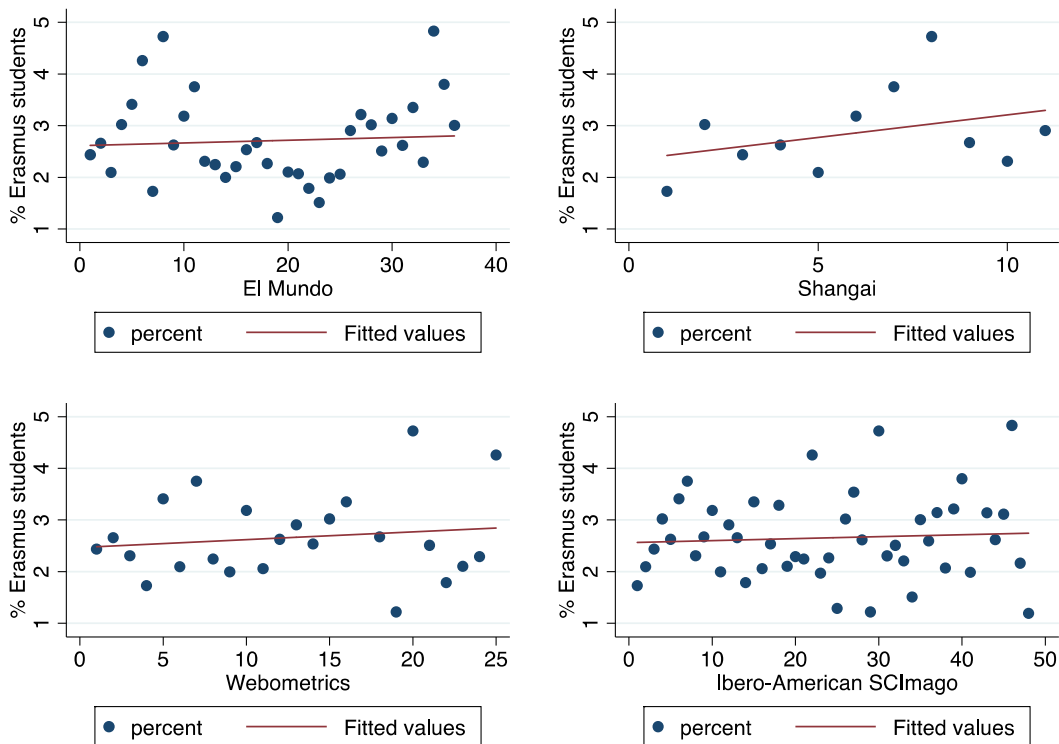 % Erasmus students
5
4
3
2
1
0 10 20 30 40
El Mundo
percent Fitted values
% Erasmus students
5
4
3
2
1
0 5 10
Shangai
percent Fitted values
% Erasmus students
5
4
3
2
1
0 5 10 15 20 25
Webometrics
percent Fitted values
% Erasmus students
5
4
3
2
1
0 10 20 30 40 50
Ibero-American SCImago
percent Fitted values